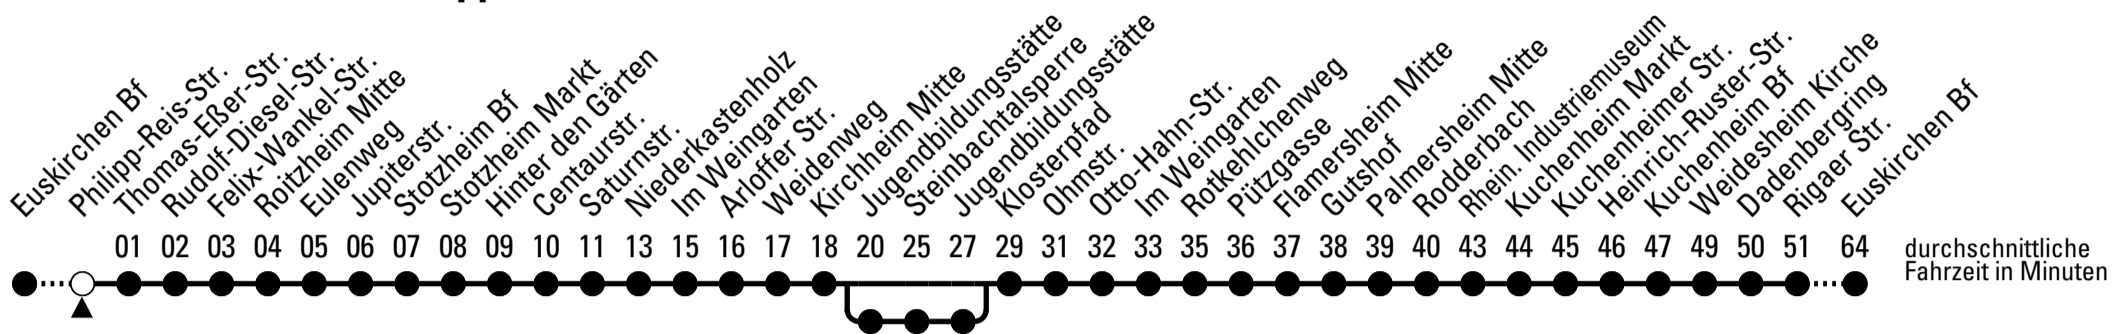 Euskirchen Bf
Philipp-Reis-Str.
Thomas-Eßer-Str.
Rudolf-Diesel-Str.
Felix-Wankel-Str.
Roitzheim Mitte
Eulenweg
Jupiterstr.
Stotzheim Bf
Stotzheim Markt
Hinter den Gärten
Centaurstr.
Saturnstr.
Niederkastenholz
Im Weingarten
Arloffer Str.
Weidenweg
Kirchheim Mitte
Jugendbildungsstätte
Steinbachtalsperre
Jugendbildungsstätte
Klosterpfad
Ohmstr.
Otto-Hahn-Str.
Im Weingarten
Rotkehlchenweg
Pützgasse
Flamersheim Mitte
Gutshof
Palmersheim Mitte
Rodderbach
Rhein. Industriemuseum
Kuchenheim Markt
Kuchenheimer Str.
Heinrich-Ruster-Str.
Kuchenheim Bf
Weidesheim Kirche
Dadenbergring
Rigaer Str.
Euskirchen Bf
01 02 03 04 05 06 07 08 09 10 11 13 15 16 17 18 20 25 27 29 31 32 33 35 36 37 38 39 40 43 44 45 46 47 49 50 51 64
durchschnittliche
Fahrzeit in Minuten